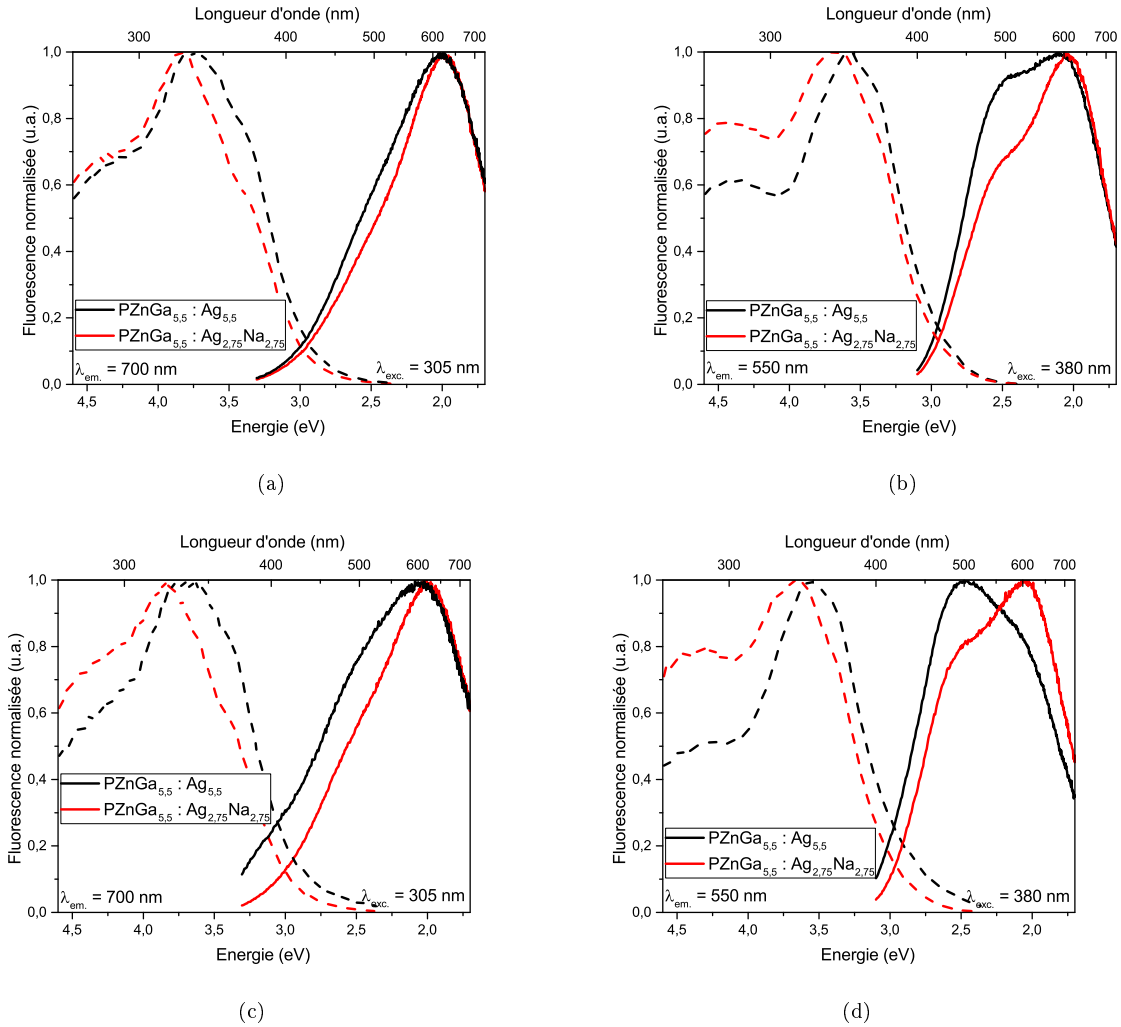 Longueur d'onde (nm)
300 400 500 600 700
1,0
0,8
0,6
0,4
0,2
0,0
Fluorescence normalisée (u.a.)
PZnGa5,5 : Ag5,5
PZnGa5,5 : Ag2,75Na2,75
λem. = 700 nm
λexc. = 305 nm
4,5 4,0 3,5 3,0 2,5 2,0
Energie (eV)
(a)
Longueur d'onde (nm)
300 400 500 600 700
1,0
0,8
0,6
0,4
0,2
0,0
Fluorescence normalisée (u.a.)
PZnGa5,5 : Ag5,5
PZnGa5,5 : Ag2,75Na2,75
λem. = 550 nm
λexc. = 380 nm
4,5 4,0 3,5 3,0 2,5 2,0
Energie (eV)
(b)
Longueur d'onde (nm)
300 400 500 600 700
1,0
0,8
0,6
0,4
0,2
0,0
Fluorescence normalisée (u.a.)
PZnGa5,5 : Ag5,5
PZnGa5,5 : Ag2,75Na2,75
λem. = 700 nm
λexc. = 305 nm
4,5 4,0 3,5 3,0 2,5 2,0
Energie (eV)
(c)
Longueur d'onde (nm)
300 400 500 600 700
1,0
0,8
0,6
0,4
0,2
0,0
Fluorescence normalisée (u.a.)
PZnGa5,5 : Ag5,5
PZnGa5,5 : Ag2,75Na2,75
λem. = 550 nm
λexc. = 380 nm
4,5 4,0 3,5 3,0 2,5 2,0
Energie (eV)
(d)